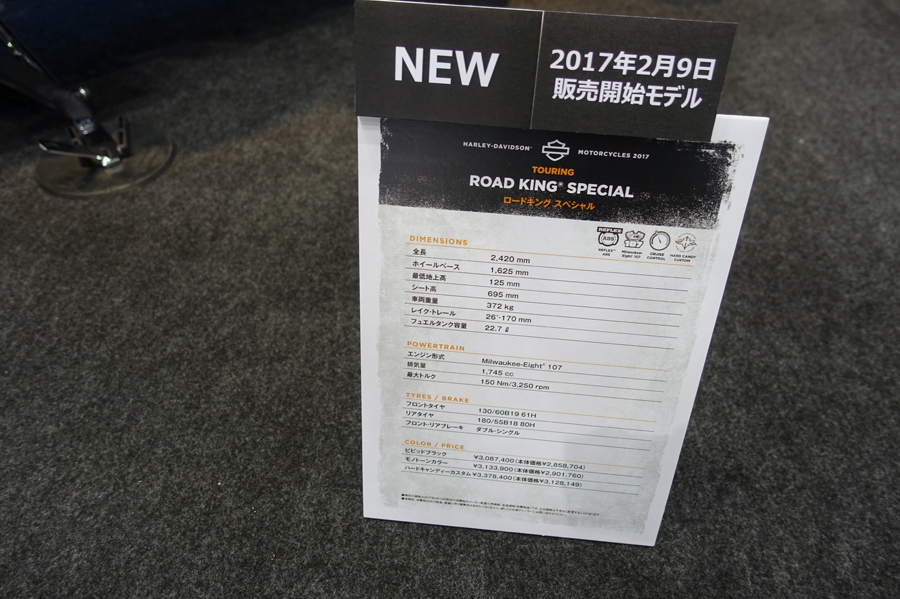 NEW
2017年2月9日
販売開始モデル
HARLEY-DAVIDSON® MOTORCYCLES 2017
TOURING
ROAD KING® SPECIAL
ロードキング スペシャル
REFLEX
ABS
107
REFLEX™ ABS
Milwaukee-Eight® 107
CRUISE CONTROL
HARD CANDY CUSTOM
DIMENSIONS
全長 2,420 mm
ホイールベース 1,625 mm
最低地上高 125 mm
シート高 695 mm
車両重量 372 kg
レイク・トレール 26°-170 mm
フュエルタンク容量 22.7 ℓ
POWERTRAIN
エンジン形式 Milwaukee-Eight® 107
排気量 1,745 cc
最大トルク 150 Nm/3,250 rpm
TYRES / BRAKE
フロントタイヤ 130/60B19 61H
リアタイヤ 180/55B18 80H
フロント・リアブレーキ ダブル・シングル
COLOR / PRICE
ビビッドブラック ¥3,087,400(本体価格¥2,858,704)
モノトーンカラー ¥3,133,900(本体価格¥2,901,760)
ハードキャンディーカスタム ¥3,378,400(本体価格¥3,128,149)